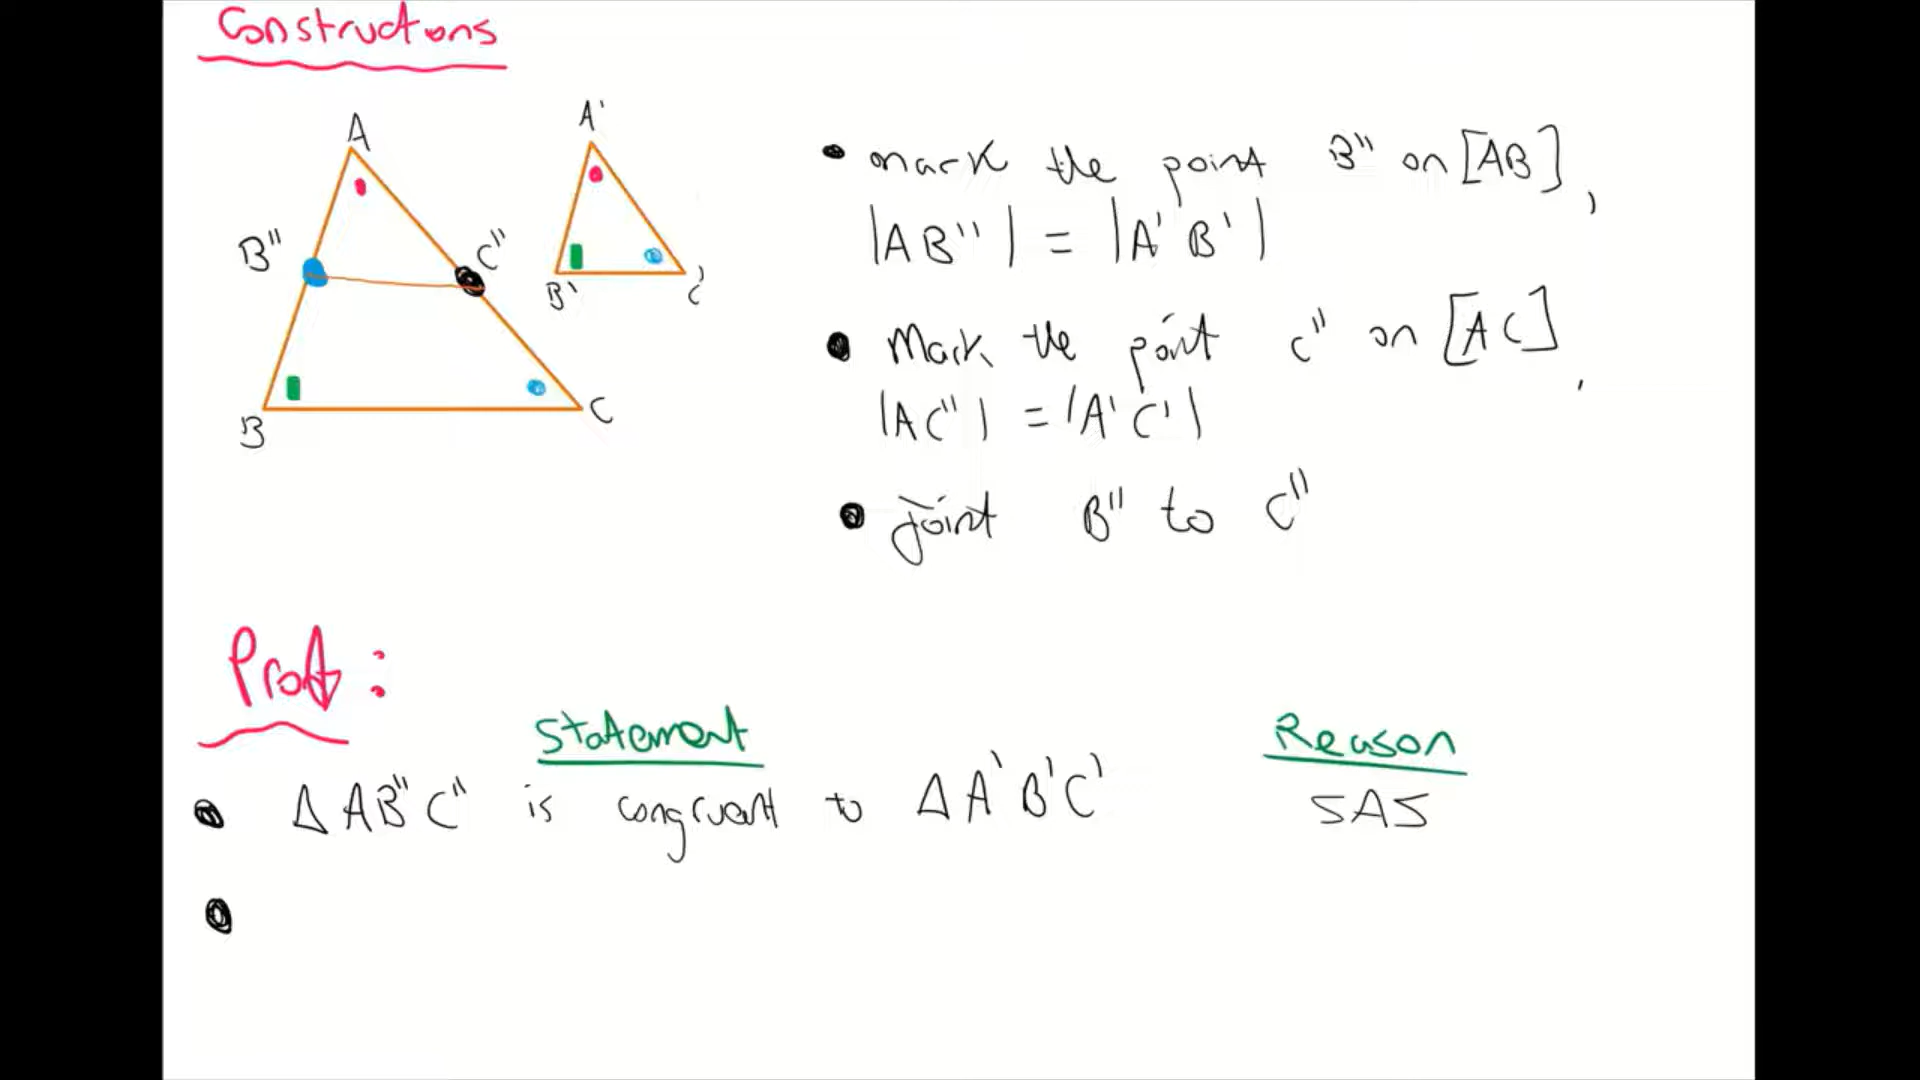 Constructions
A
A'
B"
C"
B'
C'
B
C
• mark the point B" on [AB],
|AB"| = |A'B'|
• Mark the point C" on [AC],
|AC"| = |A'C'|
• joint B" to C"
Proof:
Statement
Reason
• Δ AB"C" is congruent to Δ A'B'C'
SAS
•